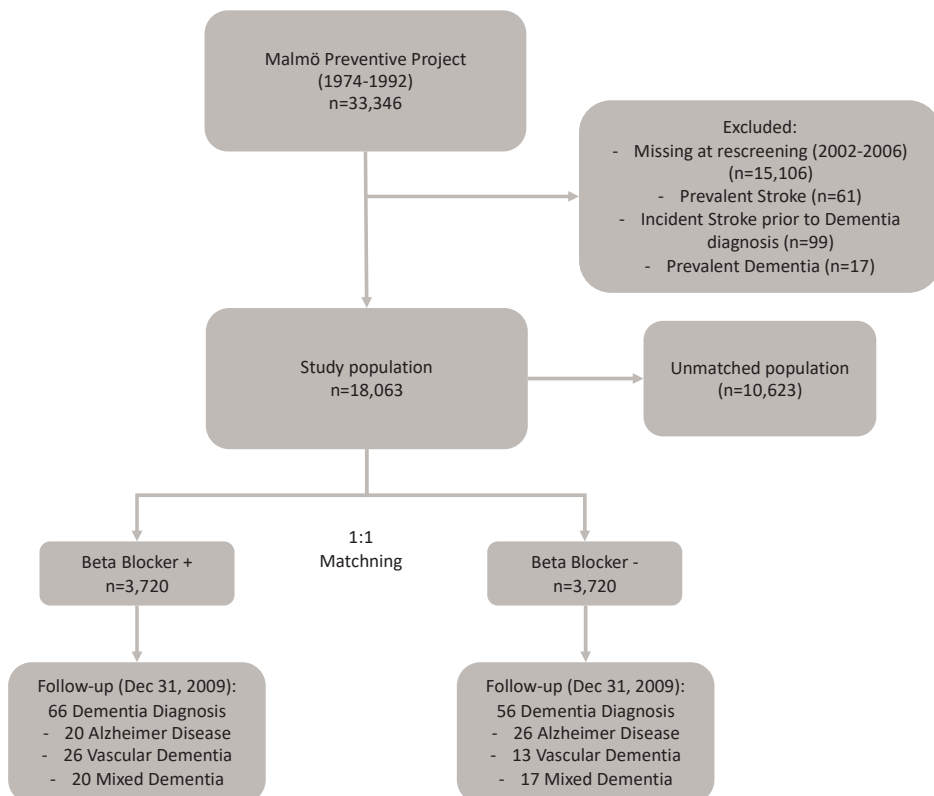 Malmö Preventive Project
(1974-1992)
n=33,346
Excluded:
- Missing at rescreening (2002-2006)
(n=15,106)
- Prevalent Stroke (n=61)
- Incident Stroke prior to Dementia
diagnosis (n=99)
- Prevalent Dementia (n=17)
Study population
n=18,063
Unmatched population
(n=10,623)
1:1
Matchning
Beta Blocker +
n=3,720
Beta Blocker -
n=3,720
Follow-up (Dec 31, 2009):
66 Dementia Diagnosis
- 20 Alzheimer Disease
- 26 Vascular Dementia
- 20 Mixed Dementia
Follow-up (Dec 31, 2009):
56 Dementia Diagnosis
- 26 Alzheimer Disease
- 13 Vascular Dementia
- 17 Mixed Dementia